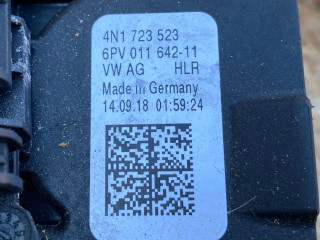 4N1 723 523
6PV 011 642-11
VW AG HLR
Made in Germany
14.09.18 01:59:24